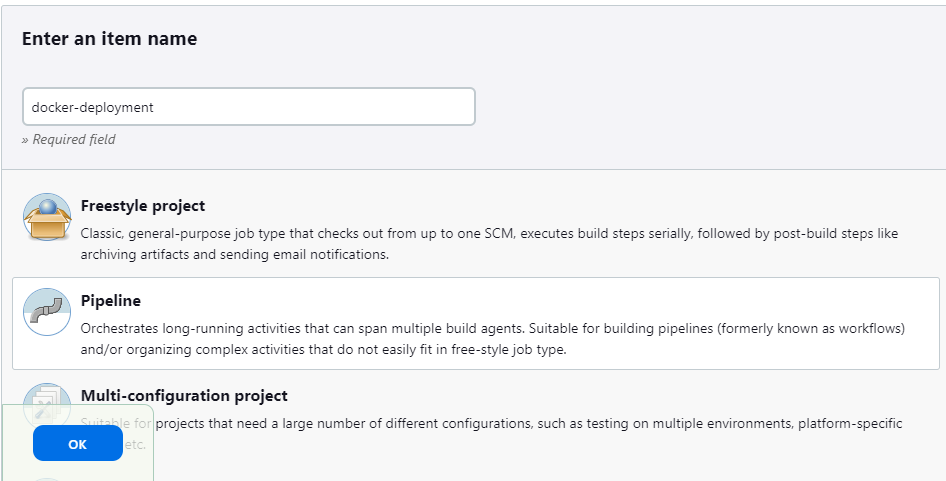 Enter an item name
docker-deployment
» Required field
Freestyle project
Classic, general-purpose job type that checks out from up to one SCM, executes build steps serially, followed by post-build steps like
archiving artifacts and sending email notifications.
Pipeline
Orchestrates long-running activities that can span multiple build agents. Suitable for building pipelines (formerly known as workflows)
and/or organizing complex activities that do not easily fit in free-style job type.
Multi-configuration project
Suitable for projects that need a large number of different configurations, such as testing on multiple environments, platform-specific
etc.
OK